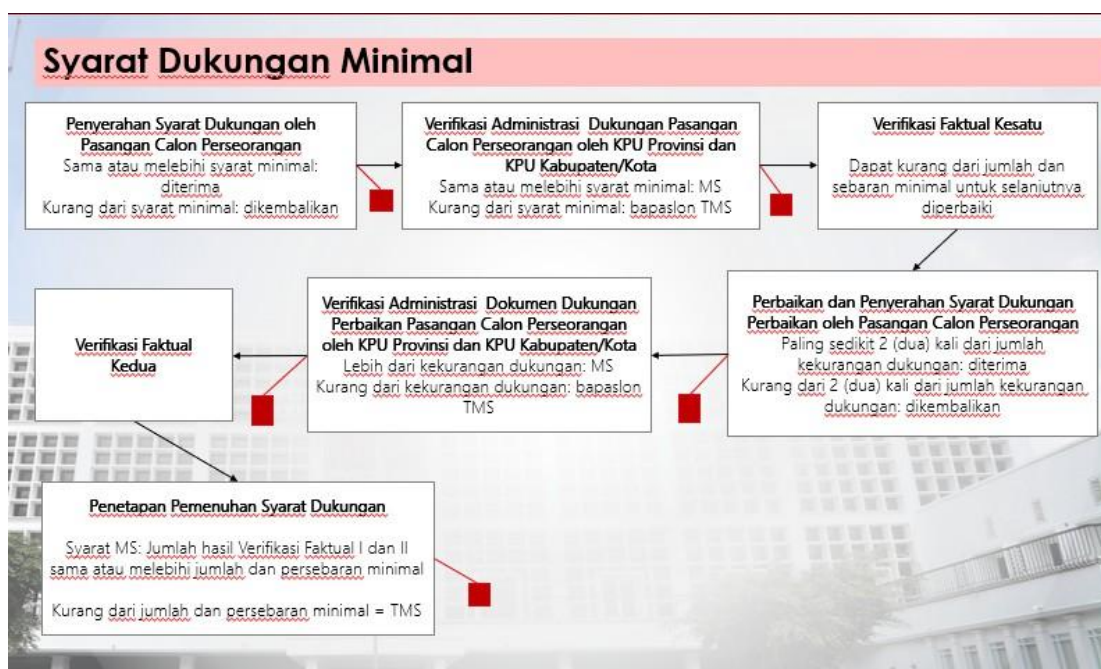 Syarat Dukungan Minimal
Penyerahan Syarat Dukungan oleh
Pasangan Calon Perseorangan
Sama atau melebihi syarat minimal:
diterima
Kurang dari syarat minimal: dikembalikan
Verifikasi Administrasi Dukungan Pasangan
Calon Perseorangan oleh KPU Provinsi dan
KPU Kabupaten/Kota
Sama atau melebihi syarat minimal: MS
Kurang dari syarat minimal: bapaslon TMS
Verifikasi Faktual Kesatu
Dapat kurang dari jumlah dan
sebaran minimal untuk selanjutnya
diperbaiki
Perbaikan dan Penyerahan Syarat Dukungan
Perbaikan oleh Pasangan Calon Perseorangan
Paling sedikit 2 (dua) kali dari jumlah
kekurangan dukungan: diterima
Kurang dari 2 (dua) kali dari jumlah kekurangan
dukungan: dikembalikan
Verifikasi Administrasi Dokumen Dukungan
Perbaikan Pasangan Calon Perseorangan
oleh KPU Provinsi dan KPU Kabupaten/Kota
Lebih dari kekurangan dukungan: MS
Kurang dari kekurangan dukungan: bapaslon
TMS
Verifikasi Faktual
Kedua
Penetapan Pemenuhan Syarat Dukungan
Syarat MS: Jumlah hasil Verifikasi Faktual I dan II
sama atau melebihi jumlah dan persebaran minimal
Kurang dari jumlah dan persebaran minimal = TMS